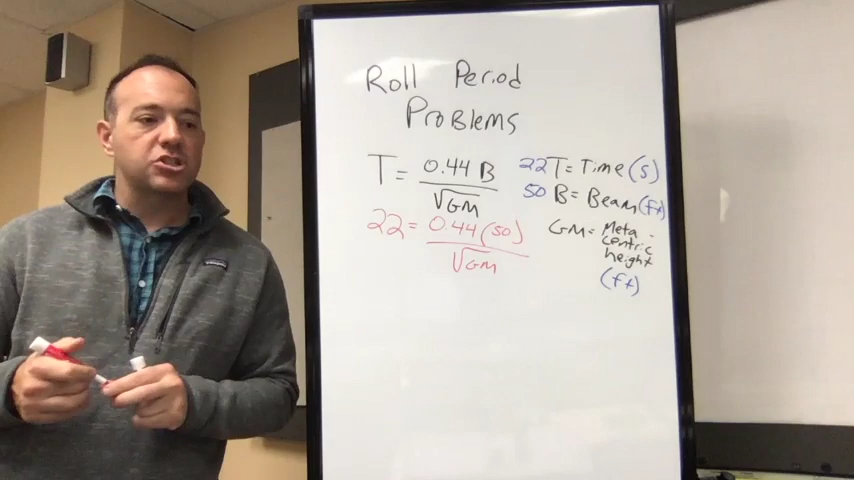 Roll Period
Problems
T = 0.44 B / √GM
22 T = Time (s)
50 B = Beam (ft)
22 = 0.44 (50) / √GM
GM = Meta-
centric
height
(ft)
patagonia